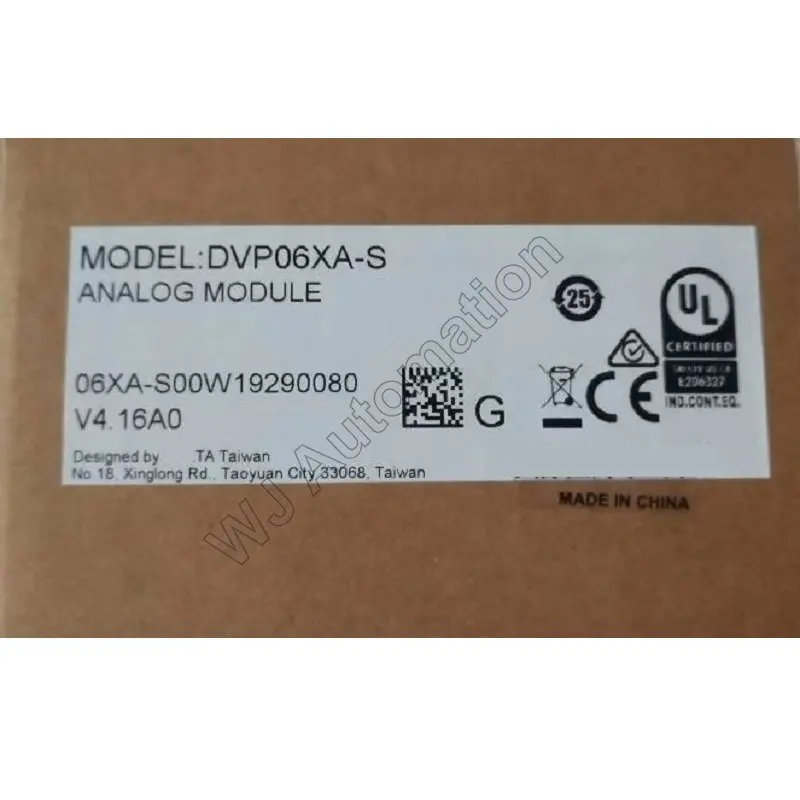 MODEL:DVP06XA-S
ANALOG MODULE
25
UL
CERTIFIED
E206327
IND.CONT.EQ.
06XA-S00W19290080
V4.16A0
G
CE
Designed by .TA Taiwan
No 18, Xinglong Rd., Taoyuan City 33068, Taiwan
MADE IN CHINA
WJ Automation